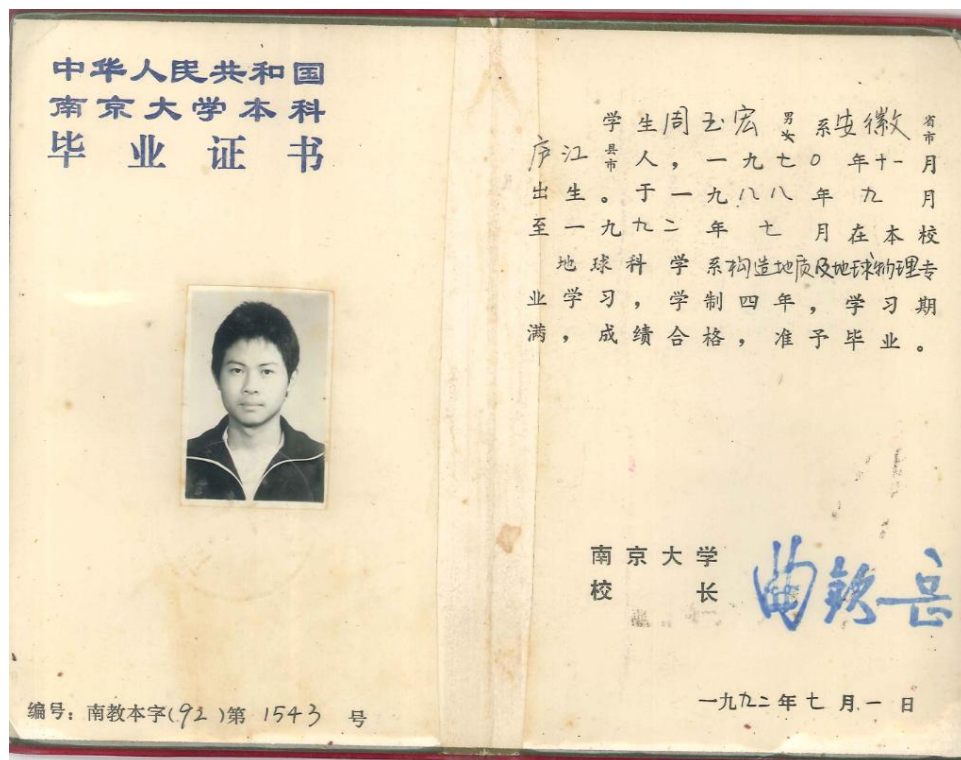 中华人民共和国
南京大学本科
毕业证书
编号：南教本字(92)第 1543 号
学生周玉宏 男女 系安徽省市
庐江县市人，一九七〇年十一月
出生。于一九八八年九月
至一九九二年七月在本校
地球科学系构造地质及地球物理专
业学习，学制四年，学习期
满，成绩合格，准予毕业。
南京大学
校长 曲钦岳
一九九二年七月一日